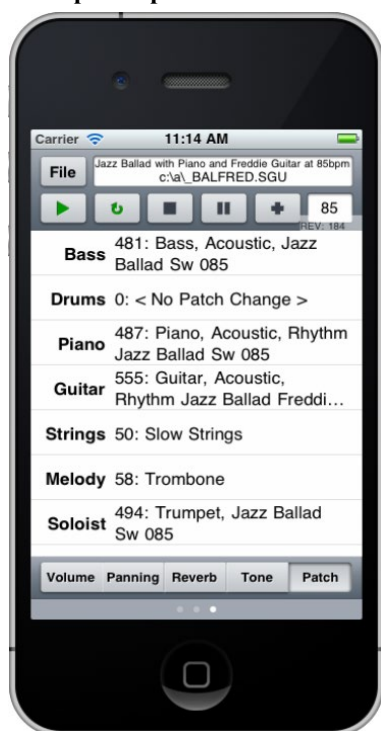 Carrier 11:14 AM
File
Jazz Ballad with Piano and Freddie Guitar at 85bpm
c:\a\_BALFRED.SGU
85
REV: 184
Bass 481: Bass, Acoustic, Jazz
Ballad Sw 085
Drums 0: < No Patch Change >
Piano 487: Piano, Acoustic, Rhythm
Jazz Ballad Sw 085
Guitar 555: Guitar, Acoustic,
Rhythm Jazz Ballad Freddi...
Strings 50: Slow Strings
Melody 58: Trombone
Soloist 494: Trumpet, Jazz Ballad
Sw 085
Volume Panning Reverb Tone Patch